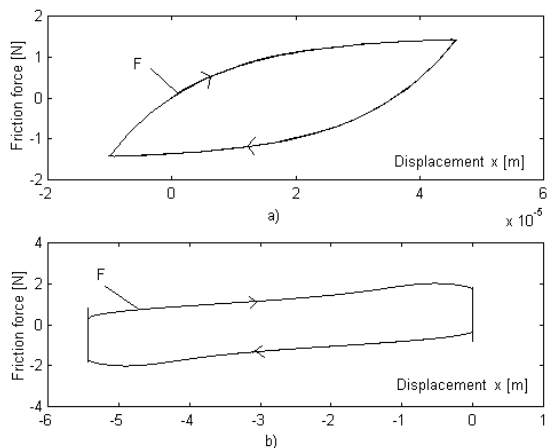 2
1
0
-1
-2
Friction force [N]
F
Displacement x [m]
-2 0 2 4 6
x 10⁻⁵
a)
4
2
0
-2
-4
Friction force [N]
F
Displacement x [m]
-6 -5 -4 -3 -2 -1 0 1
b)